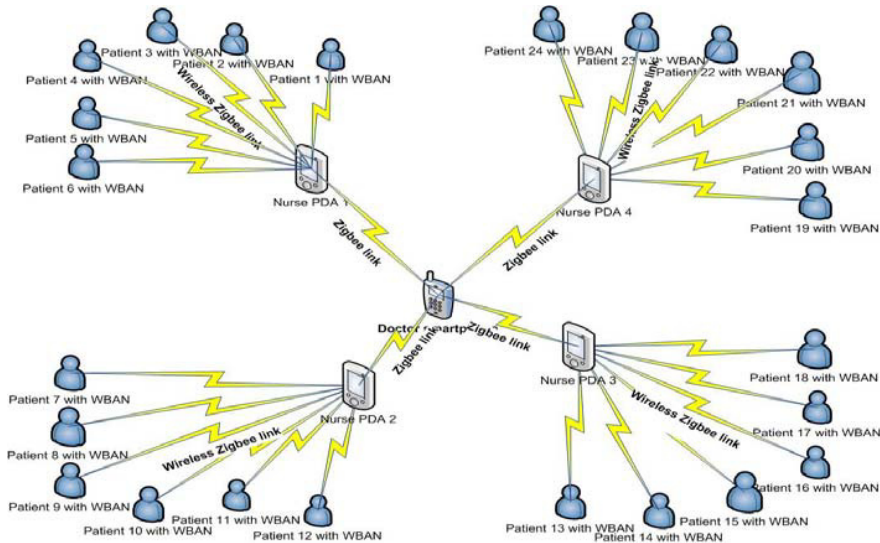 Patient 3 with WBAN
Patient 2 with WBAN
Patient 4 with WBAN
Patient 1 with WBAN
Wireless Zigbee link
Patient 5 with WBAN
Patient 6 with WBAN
Nurse PDA 1
Zigbee link
Patient 24 with WBAN
Patient 23 with WBAN
Patient 22 with WBAN
Patient 21 with WBAN
Wireless Zigbee link
Patient 20 with WBAN
Patient 19 with WBAN
Nurse PDA 4
Zigbee link
Doctor
Zigbee link
Zigbee link
Patient 7 with WBAN
Patient 8 with WBAN
Nurse PDA 2
Wireless Zigbee link
Patient 9 with WBAN
Patient 10 with WBAN
Patient 11 with WBAN
Patient 12 with WBAN
Nurse PDA 3
Patient 18 with WBAN
Wireless Zigbee link
Patient 17 with WBAN
Patient 16 with WBAN
Patient 13 with WBAN
Patient 14 with WBAN
Patient 15 with WBAN